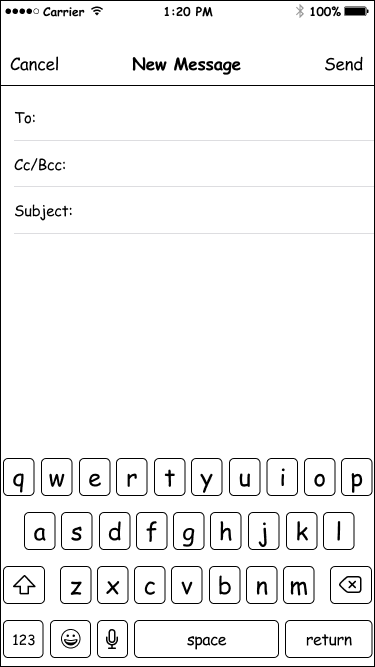 Carrier 1:20 PM 100%
Cancel New Message Send
To:
Cc/Bcc:
Subject:
q w e r t y u i o p
a s d f g h j k l
z x c v b n m
123 space return